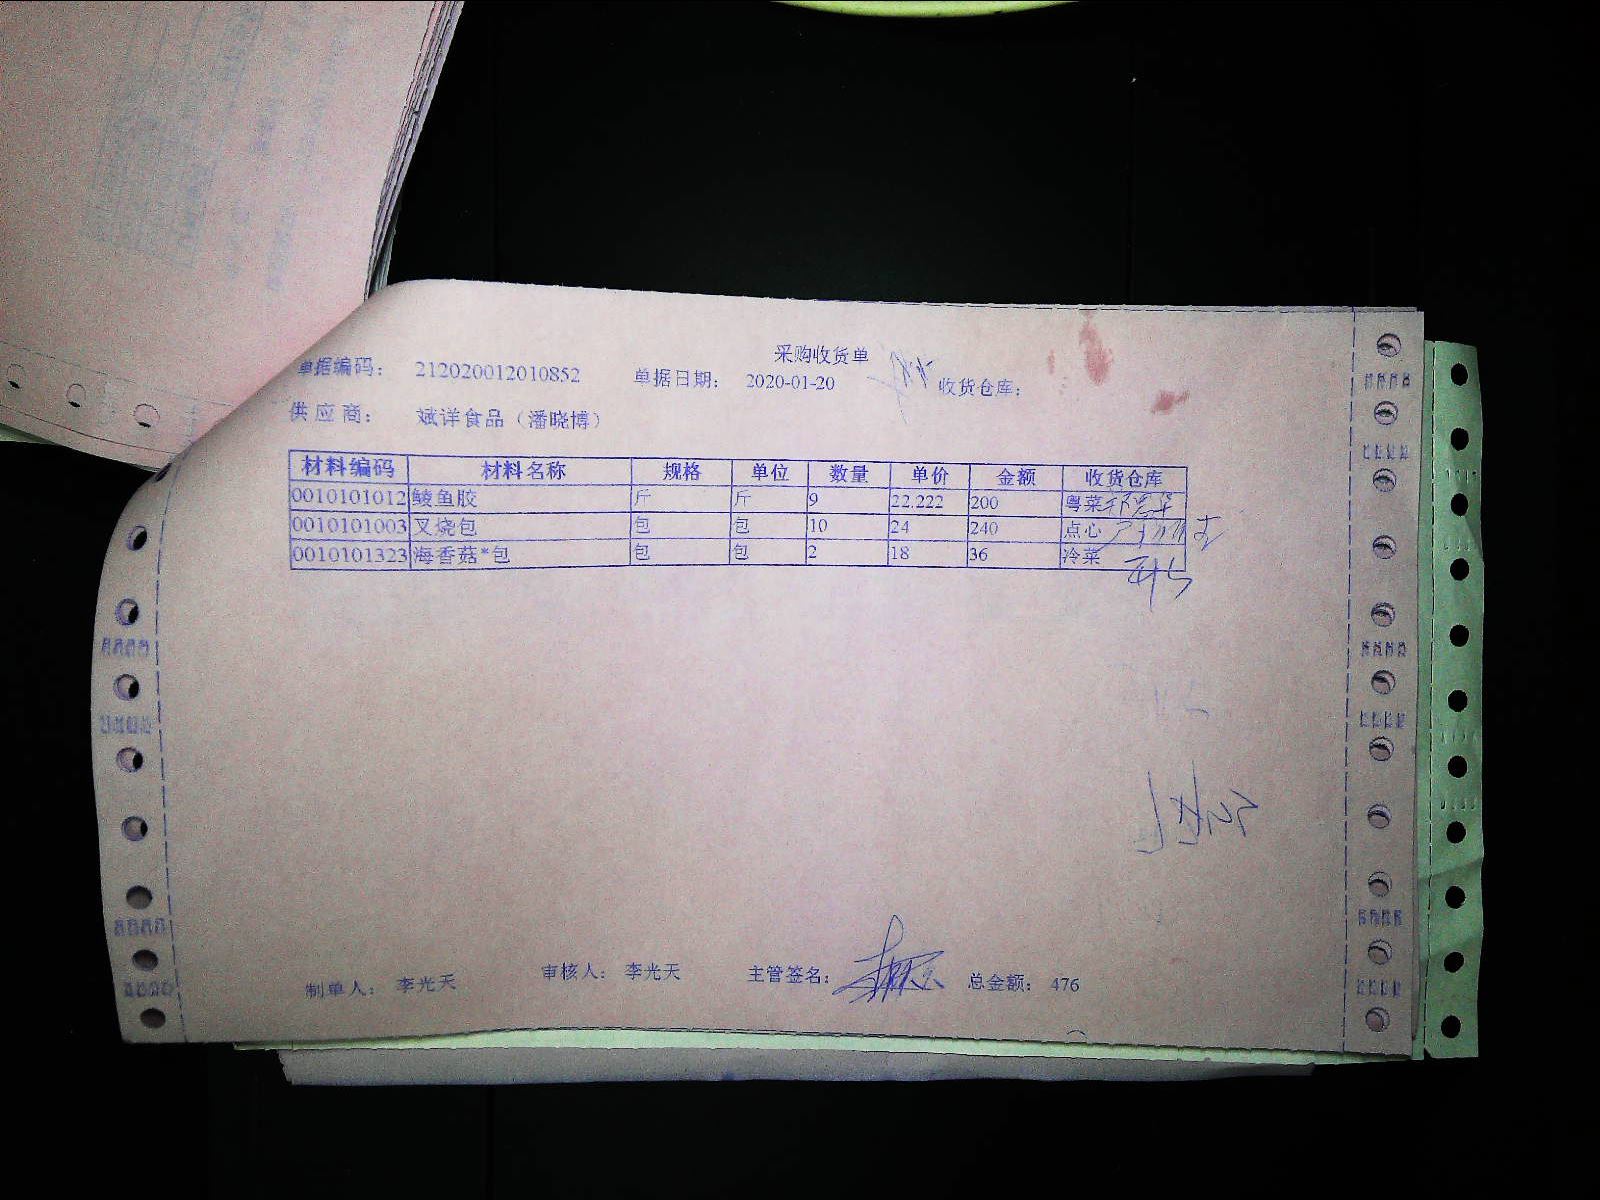 采购收货单
单据编码： 212020012010852 单据日期： 2020-01-20 收货仓库：
供应商： 斌洋食品（潘晓博）
材料编码 材料名称 规格 单位 数量 单价 金额 收货仓库
0010101012 鲮鱼胶 斤 斤 9 22.222 200 粤菜
0010101003 叉烧包 包 包 10 24 240 点心
0010101323 海香菇*包 包 包 2 18 36 冷菜
制单人： 李光天 审核人： 李光天 主管签名： 总金额： 476